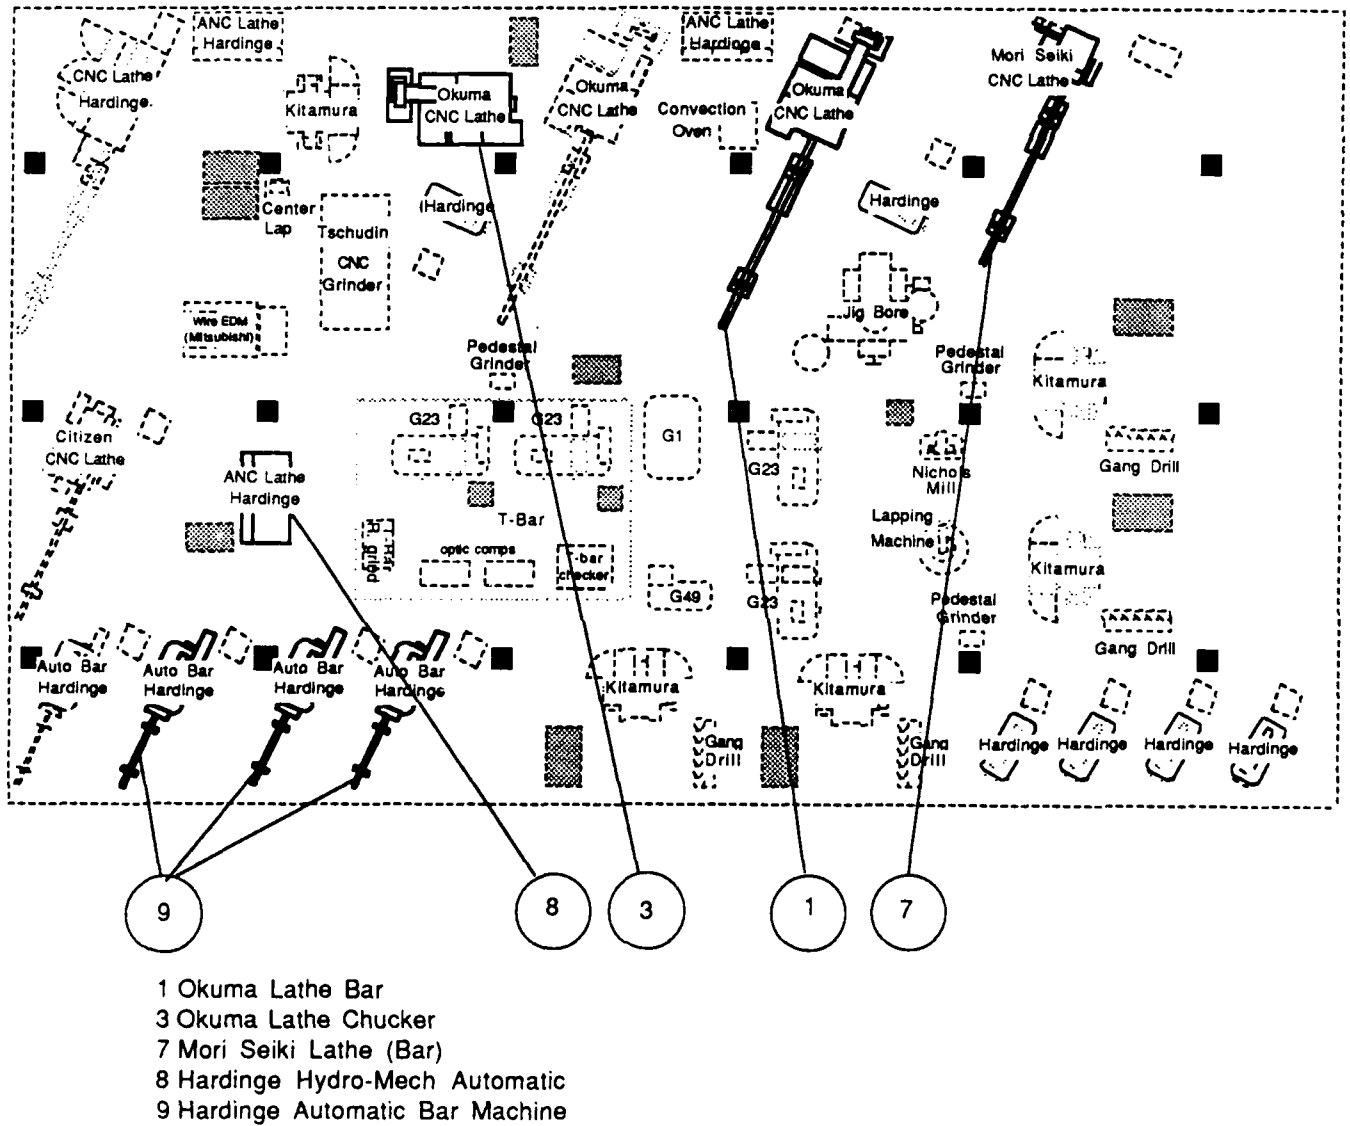 ANC Lathe
Hardinge
ANC Lathe
Hardinge
Mori Seiki
CNC Lathe
CNC Lathe
Hardinge
Kitamura
Okuma
CNC Lathe
Okuma
CNC Lathe
Convection
Oven
Okuma
CNC Lathe
Center
Lap
Tschudin
CNC
Grinder
Hardinge
Hardinge
Wire EDM
(Mitsubishi)
Jig Bore
Pedestal
Grinder
Pedestal
Grinder
Kitamura
Citizen
CNC Lathe
G23
G23
G1
G23
Gang Drill
ANC Lathe
Hardinge
Nichols
Mill
T-Bar
Lapping
Machine
optic comps
-bar
checker
G49
G23
Kitamura
Pedestal
Grinder
Gang Drill
Auto Bar
Hardinge
Auto Bar
Hardinge
Auto Bar
Hardinge
Auto Bar
Hardinge
Kitamura
Kitamura
Gang
Drill
Gang
Drill
Hardinge
Hardinge
Hardinge
Hardinge
9
8
3
1
7
1 Okuma Lathe Bar
3 Okuma Lathe Chucker
7 Mori Seiki Lathe (Bar)
8 Hardinge Hydro-Mech Automatic
9 Hardinge Automatic Bar Machine